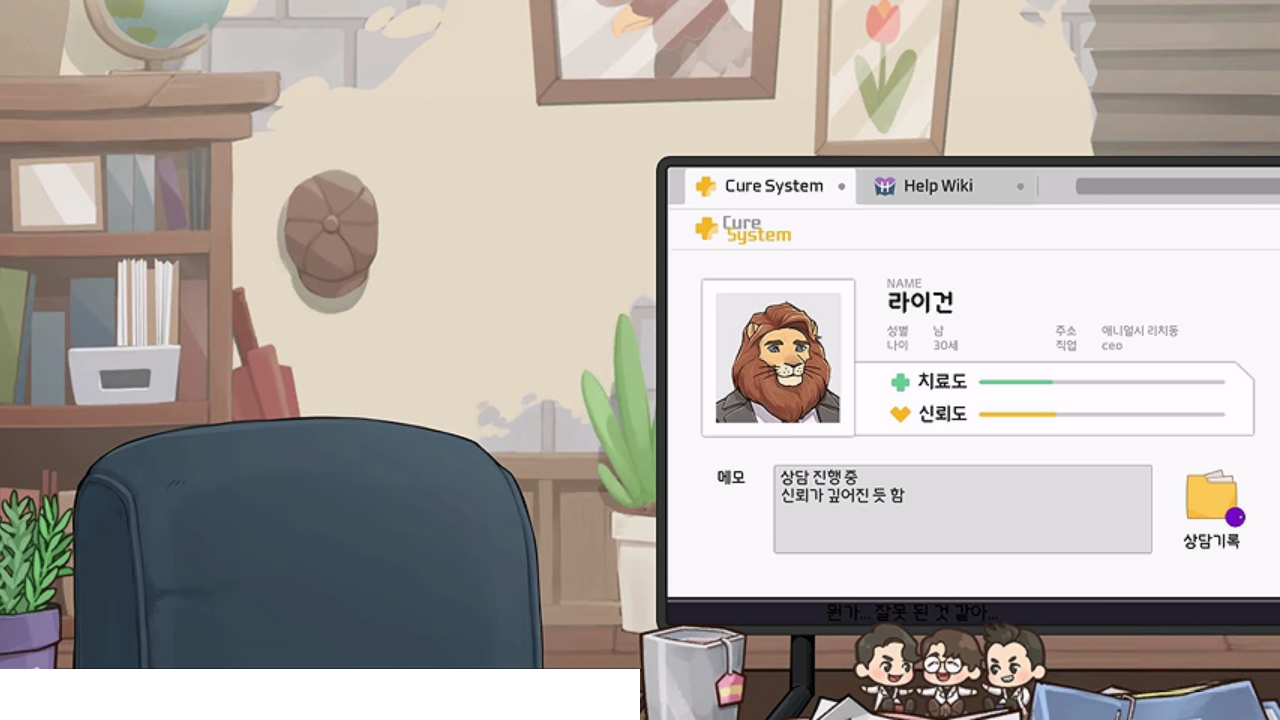 Cure System
Help Wiki
Cure
System
NAME
라이건
성별 남
나이 30세
주소 애니얼시 리치동
직업 ceo
치료도
신뢰도
메모
상담 진행 중
신뢰가 깊어진 듯 함
상담기록
뭔가... 잘못 된 것 같아...